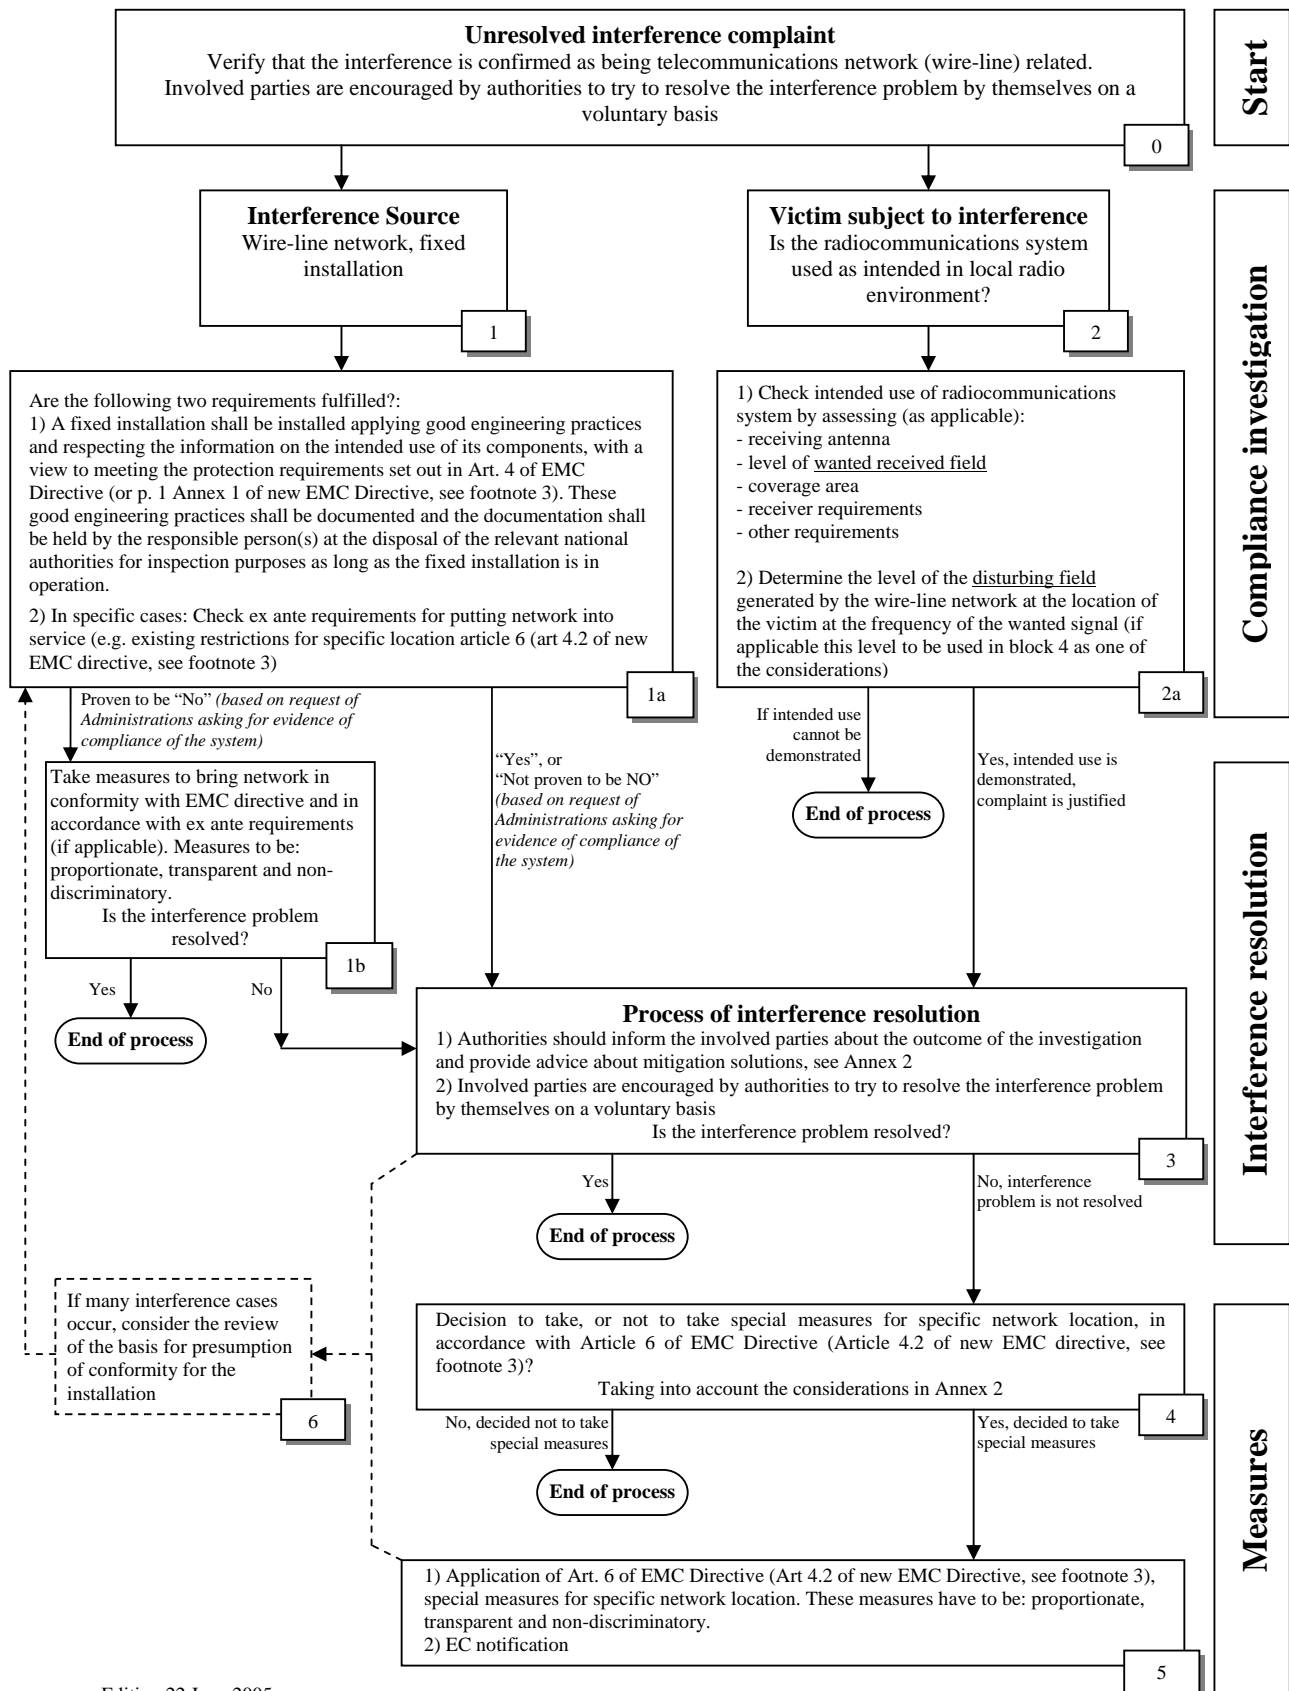 Unresolved interference complaint
Verify that the interference is confirmed as being telecommunications network (wire-line) related.
Involved parties are encouraged by authorities to try to resolve the interference problem by themselves on a
voluntary basis
0
Start
Interference Source
Wire-line network, fixed
installation
1
Victim subject to interference
Is the radiocommunications system
used as intended in local radio
environment?
2
Compliance investigation
Are the following two requirements fulfilled?:
1) A fixed installation shall be installed applying good engineering practices
and respecting the information on the intended use of its components, with a
view to meeting the protection requirements set out in Art. 4 of EMC
Directive (or p. 1 Annex 1 of new EMC Directive, see footnote 3). These
good engineering practices shall be documented and the documentation shall
be held by the responsible person(s) at the disposal of the relevant national
authorities for inspection purposes as long as the fixed installation is in
operation.
2) In specific cases: Check ex ante requirements for putting network into
service (e.g. existing restrictions for specific location article 6 (art 4.2 of new
EMC directive, see footnote 3)
1a
1) Check intended use of radiocommunications
system by assessing (as applicable):
- receiving antenna
- level of wanted received field
- coverage area
- receiver requirements
- other requirements
2) Determine the level of the disturbing field
generated by the wire-line network at the location of
the victim at the frequency of the wanted signal (if
applicable this level to be used in block 4 as one of
the considerations)
2a
Proven to be “No” (based on request of
Administrations asking for evidence of
compliance of the system)
“Yes”, or
“Not proven to be NO”
(based on request of
Administrations asking for
evidence of compliance of
the system)
If intended use
cannot be
demonstrated
End of process
Yes, intended use is
demonstrated,
complaint is justified
Take measures to bring network in
conformity with EMC directive and in
accordance with ex ante requirements
(if applicable). Measures to be:
proportionate, transparent and non-
discriminatory.
Is the interference problem
resolved?
1b
Yes
No
End of process
Interference resolution
Process of interference resolution
1) Authorities should inform the involved parties about the outcome of the investigation
and provide advice about mitigation solutions, see Annex 2
2) Involved parties are encouraged by authorities to try to resolve the interference problem
by themselves on a voluntary basis
Is the interference problem resolved?
3
Yes
End of process
No, interference
problem is not resolved
If many interference cases
occur, consider the review
of the basis for presumption
of conformity for the
installation
6
Decision to take, or not to take special measures for specific network location, in
accordance with Article 6 of EMC Directive (Article 4.2 of new EMC directive, see
footnote 3)?
Taking into account the considerations in Annex 2
4
No, decided not to take
special measures
End of process
Yes, decided to take
special measures
Measures
1) Application of Art. 6 of EMC Directive (Art 4.2 of new EMC Directive, see footnote 3),
special measures for specific network location. These measures have to be: proportionate,
transparent and non-discriminatory.
2) EC notification
5